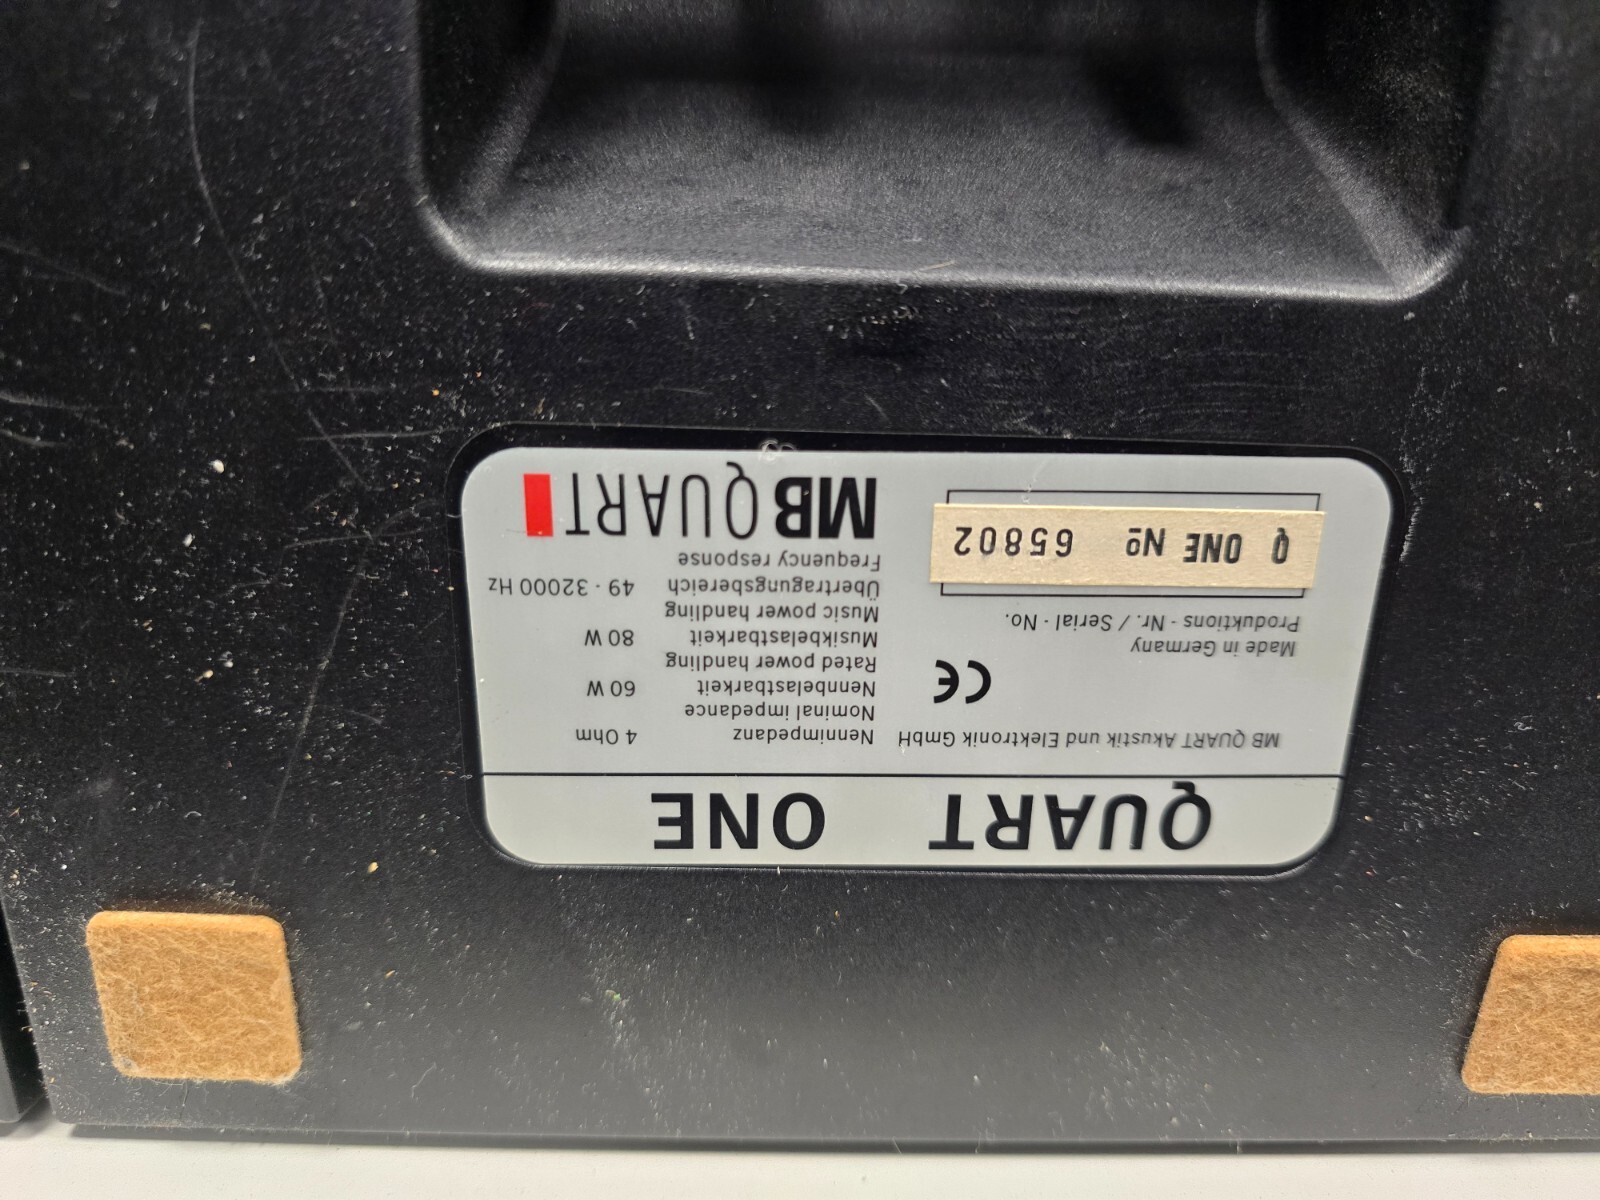 QUART ONE
MB QUART Akustik und Elektronik GmbH
CE
Made in Germany
Produktions - Nr. / Serial - No.
Q ONE Nº 65802
Nennimpedanz 4 Ohm
Nominal impedance
Nennbelastbarkeit 60 W
Rated power handling
Musikbelastbarkeit 80 W
Music power handling
Übertragungsbereich 49 - 32000 Hz
Frequency response
MB QUART